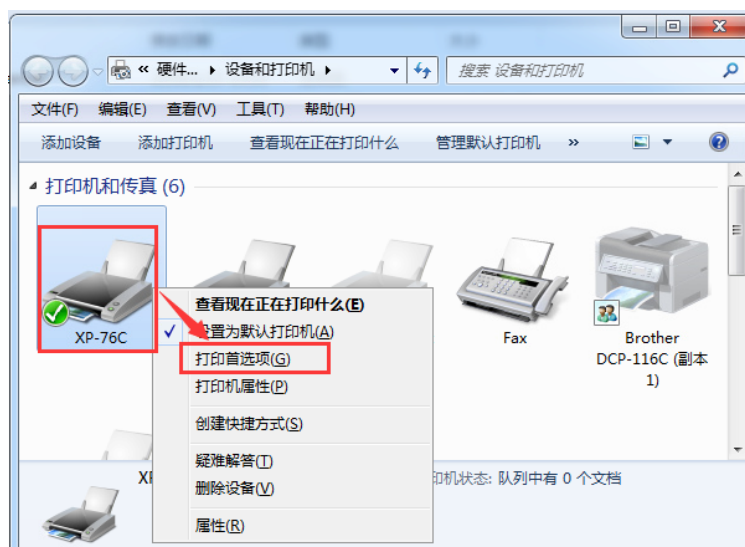 « 硬件... ▸ 设备和打印机 ▸
搜索 设备和打印机
文件(F) 编辑(E) 查看(V) 工具(T) 帮助(H)
添加设备 添加打印机 查看现在正在打印什么 管理默认打印机 »
打印机和传真 (6)
XP-76C
Fax
Brother
DCP-116C (副本
1)
查看现在正在打印什么(E)
设置为默认打印机(A)
打印首选项(G)
打印机属性(P)
创建快捷方式(S)
疑难解答(T)
删除设备(V)
属性(R)
印机状态: 队列中有 0 个文档